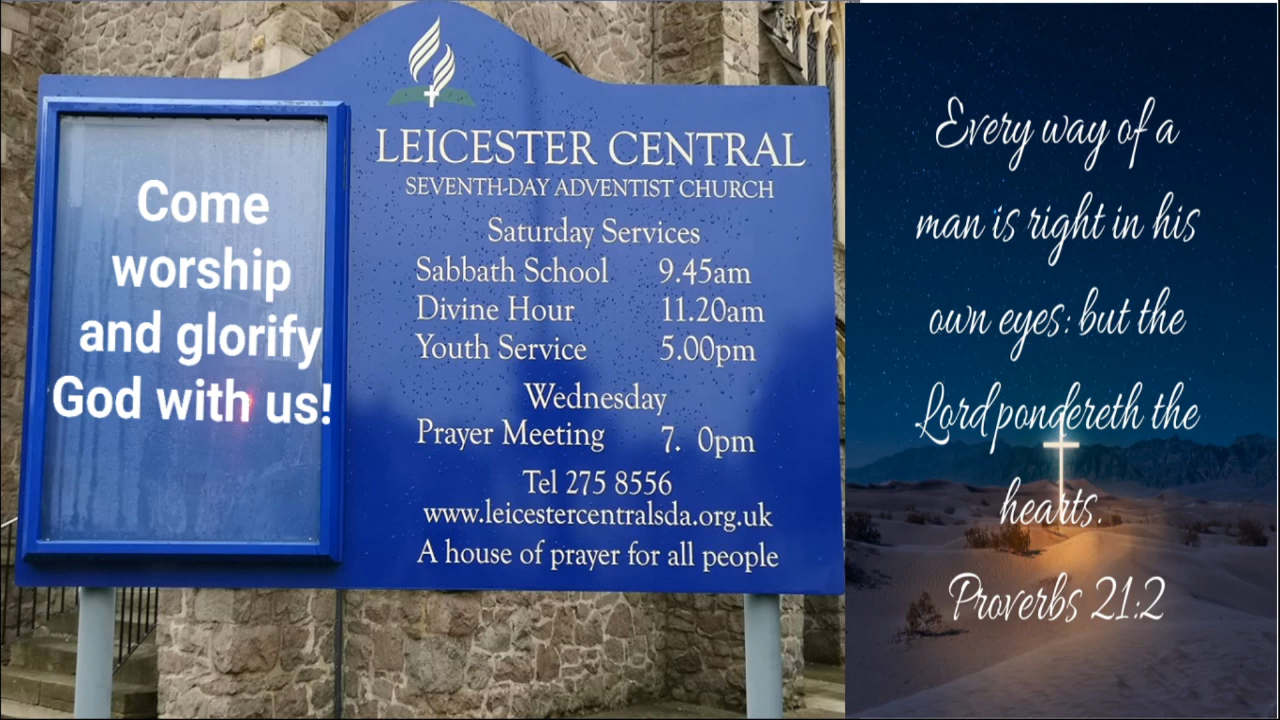 Come
worship
and glorify
God with us!
LEICESTER CENTRAL
SEVENTH-DAY ADVENTIST CHURCH
Saturday Services
Sabbath School 9.45am
Divine Hour 11.20am
Youth Service 5.00pm
Wednesday
Prayer Meeting 7. 0pm
Tel 275 8556
www.leicestercentralsda.org.uk
A house of prayer for all people
Every way of a
man is right in his
own eyes: but the
Lord pondereth the
hearts.
Proverbs 21:2